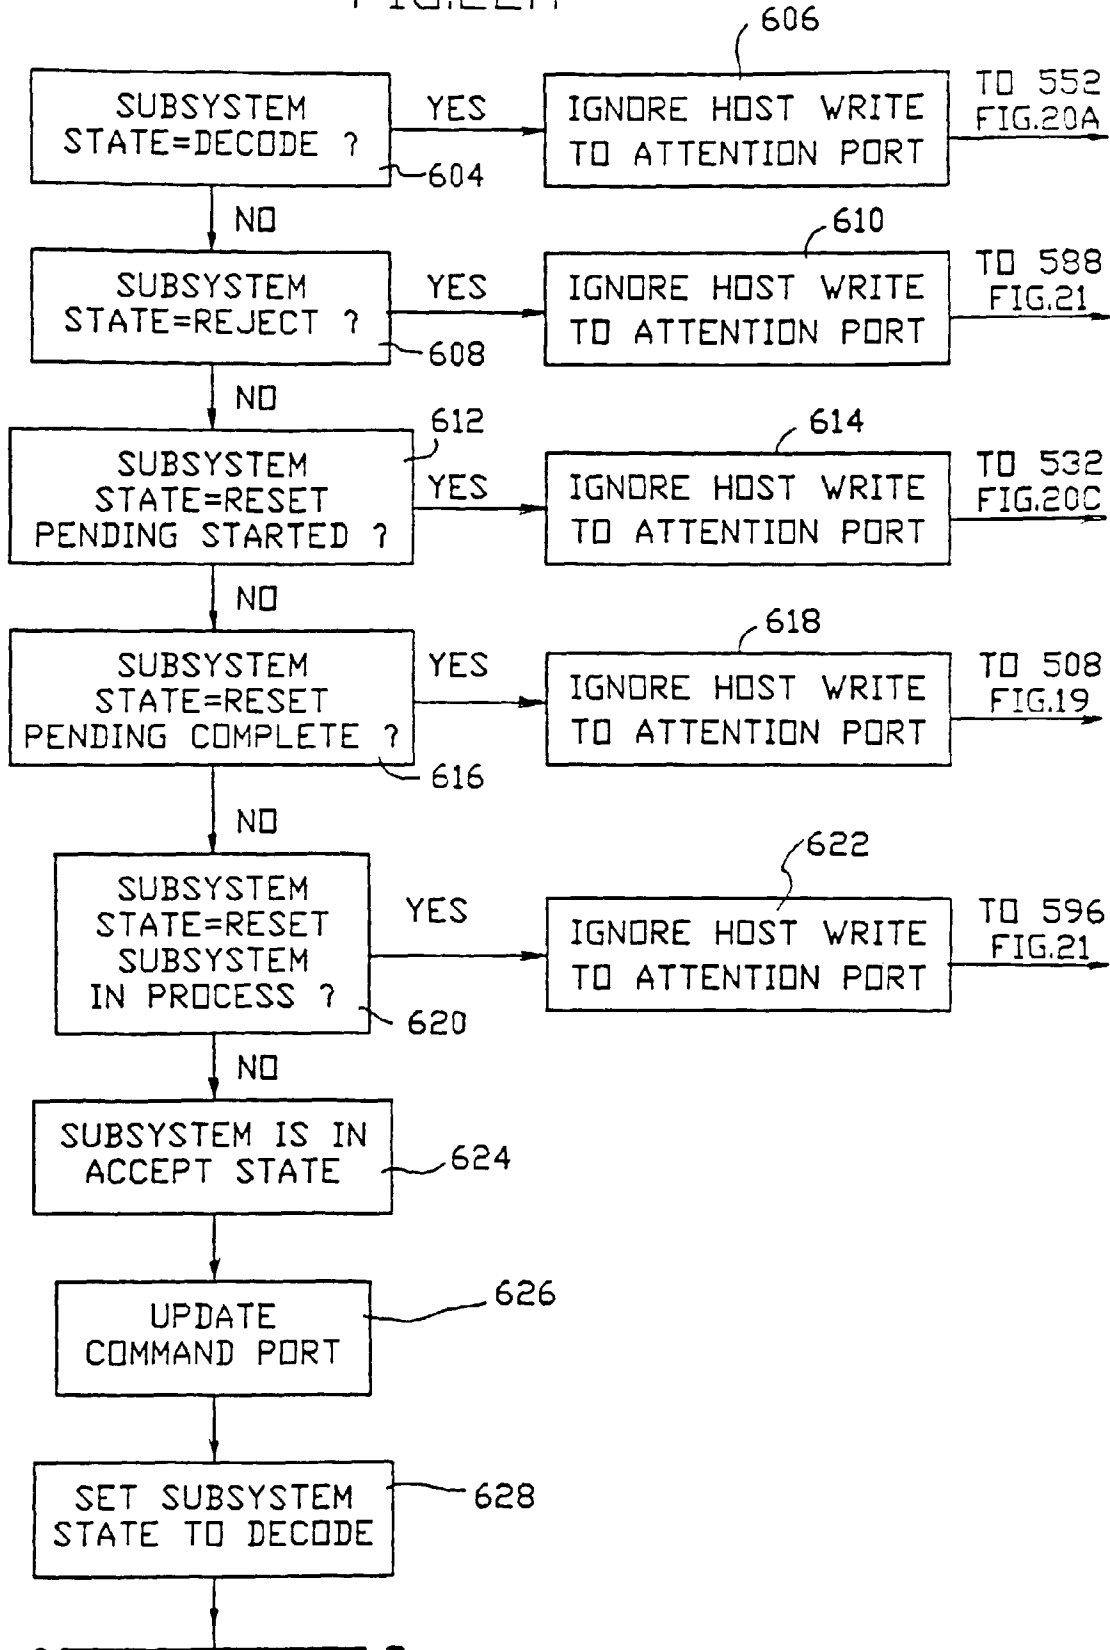 606
SUBSYSTEM
STATE=DECODE ?
604
YES
IGNORE HOST WRITE
TO ATTENTION PORT
TO 552
FIG.20A
NO
610
SUBSYSTEM
STATE=REJECT ?
608
YES
IGNORE HOST WRITE
TO ATTENTION PORT
TO 588
FIG.21
NO
612
614
SUBSYSTEM
STATE=RESET
PENDING STARTED ?
YES
IGNORE HOST WRITE
TO ATTENTION PORT
TO 532
FIG.20C
NO
618
SUBSYSTEM
STATE=RESET
PENDING COMPLETE ?
616
YES
IGNORE HOST WRITE
TO ATTENTION PORT
TO 508
FIG.19
NO
622
SUBSYSTEM
STATE=RESET
SUBSYSTEM
IN PROCESS ?
620
YES
IGNORE HOST WRITE
TO ATTENTION PORT
TO 596
FIG.21
NO
SUBSYSTEM IS IN
ACCEPT STATE
624
UPDATE
COMMAND PORT
626
SET SUBSYSTEM
STATE TO DECODE
628